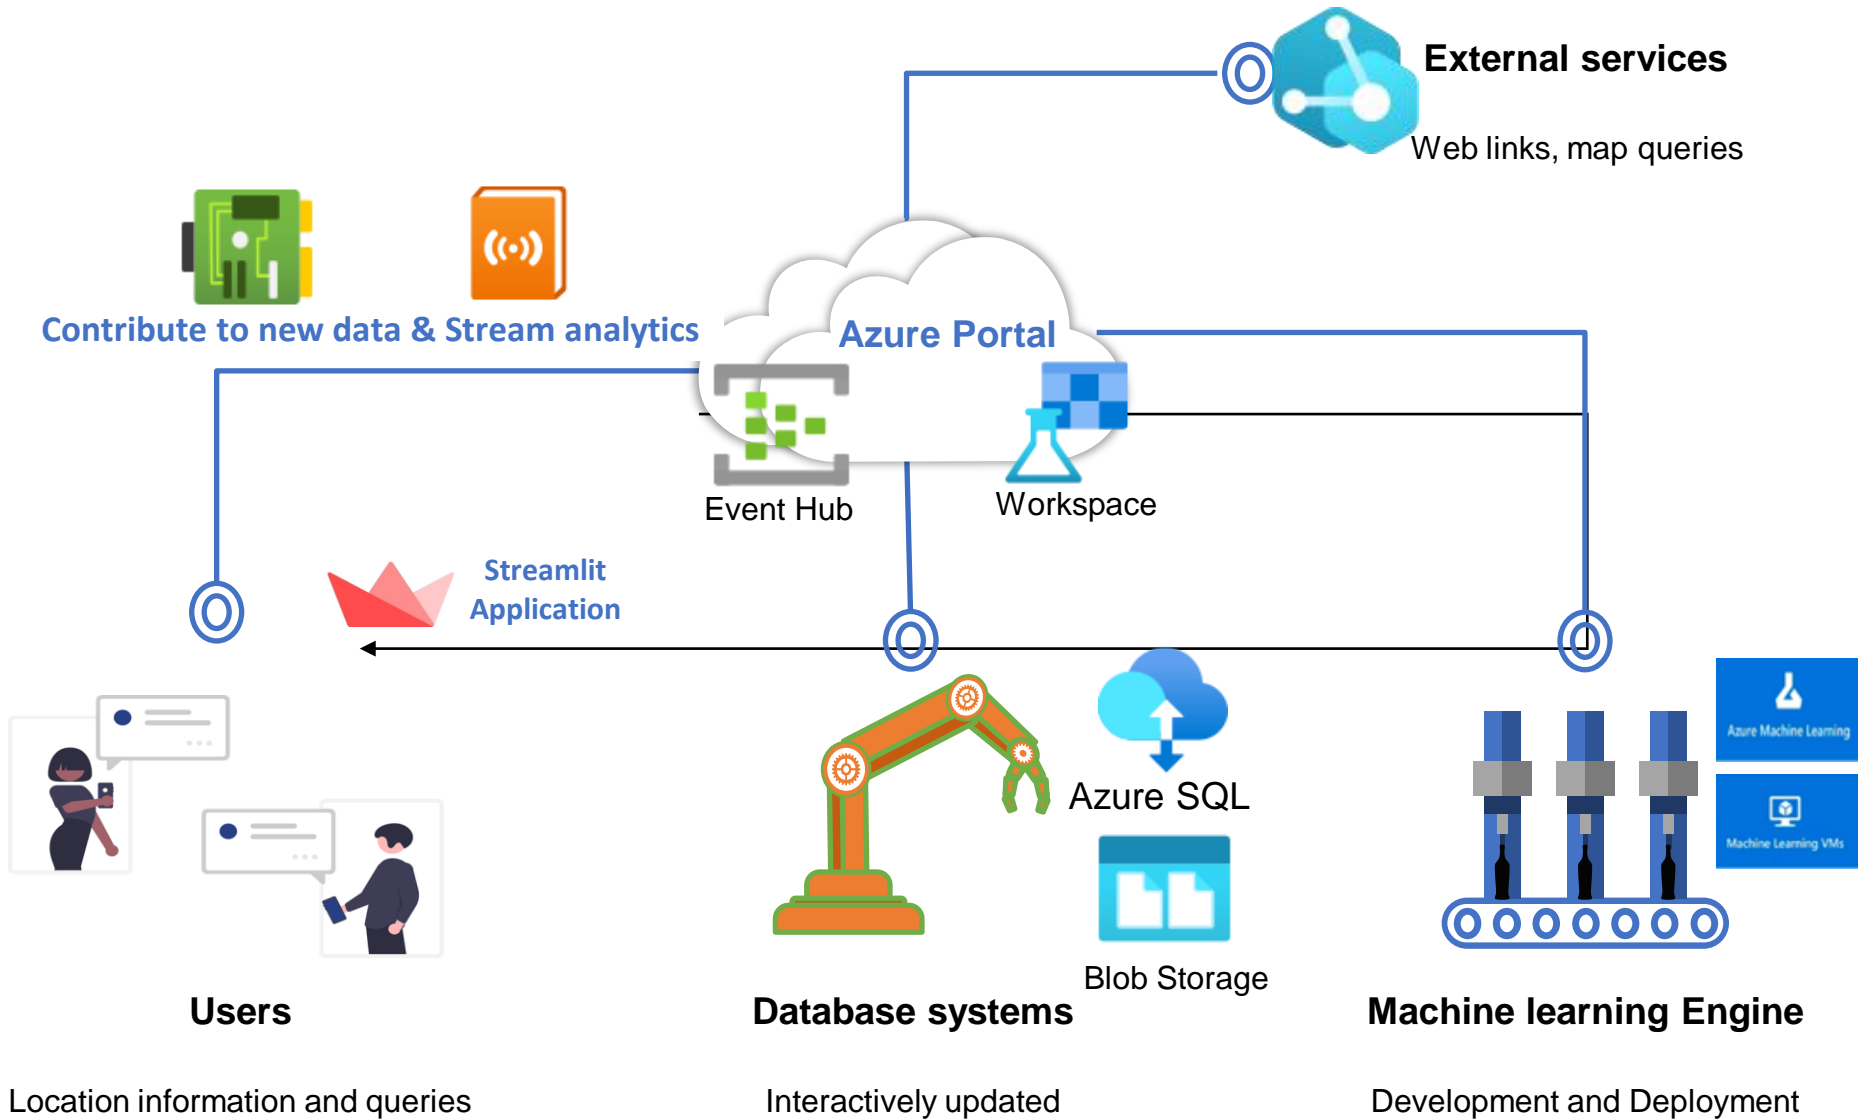 External services
Web links, map queries
Contribute to new data & Stream analytics
Azure Portal
Event Hub
Workspace
Streamlit
Application
Azure Machine Learning
Azure SQL
Machine Learning VMs
Blob Storage
Users
Database systems
Machine learning Engine
Location information and queries
Interactively updated
Development and Deployment